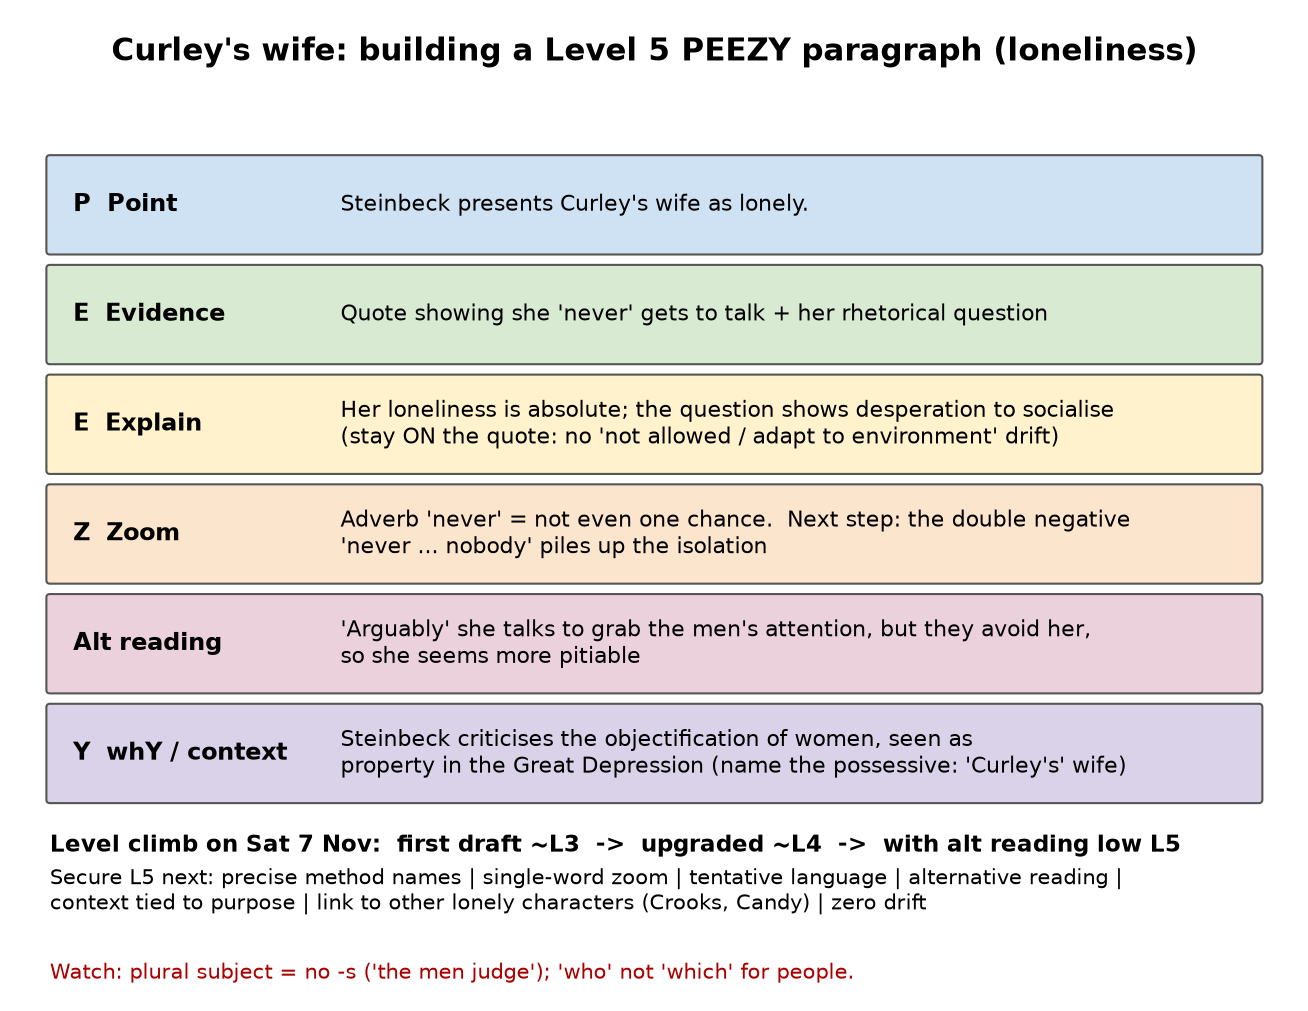 Curley's wife: building a Level 5 PEEZY paragraph (loneliness)
P  Point
Steinbeck presents Curley's wife as lonely.
E  Evidence
Quote showing she 'never' gets to talk + her rhetorical question
E  Explain
Her loneliness is absolute; the question shows desperation to socialise
(stay ON the quote: no 'not allowed / adapt to environment' drift)
Z  Zoom
Adverb 'never' = not even one chance.  Next step: the double negative
'never ... nobody' piles up the isolation
Alt reading
'Arguably' she talks to grab the men's attention, but they avoid her,
so she seems more pitiable
Y  whY / context
Steinbeck criticises the objectification of women, seen as
property in the Great Depression (name the possessive: 'Curley's' wife)
Level climb on Sat 7 Nov:  first draft ~L3  ->  upgraded ~L4  ->  with alt reading low L5
Secure L5 next: precise method names | single-word zoom | tentative language | alternative reading |
context tied to purpose | link to other lonely characters (Crooks, Candy) | zero drift
Watch: plural subject = no -s ('the men judge'); 'who' not 'which' for people.